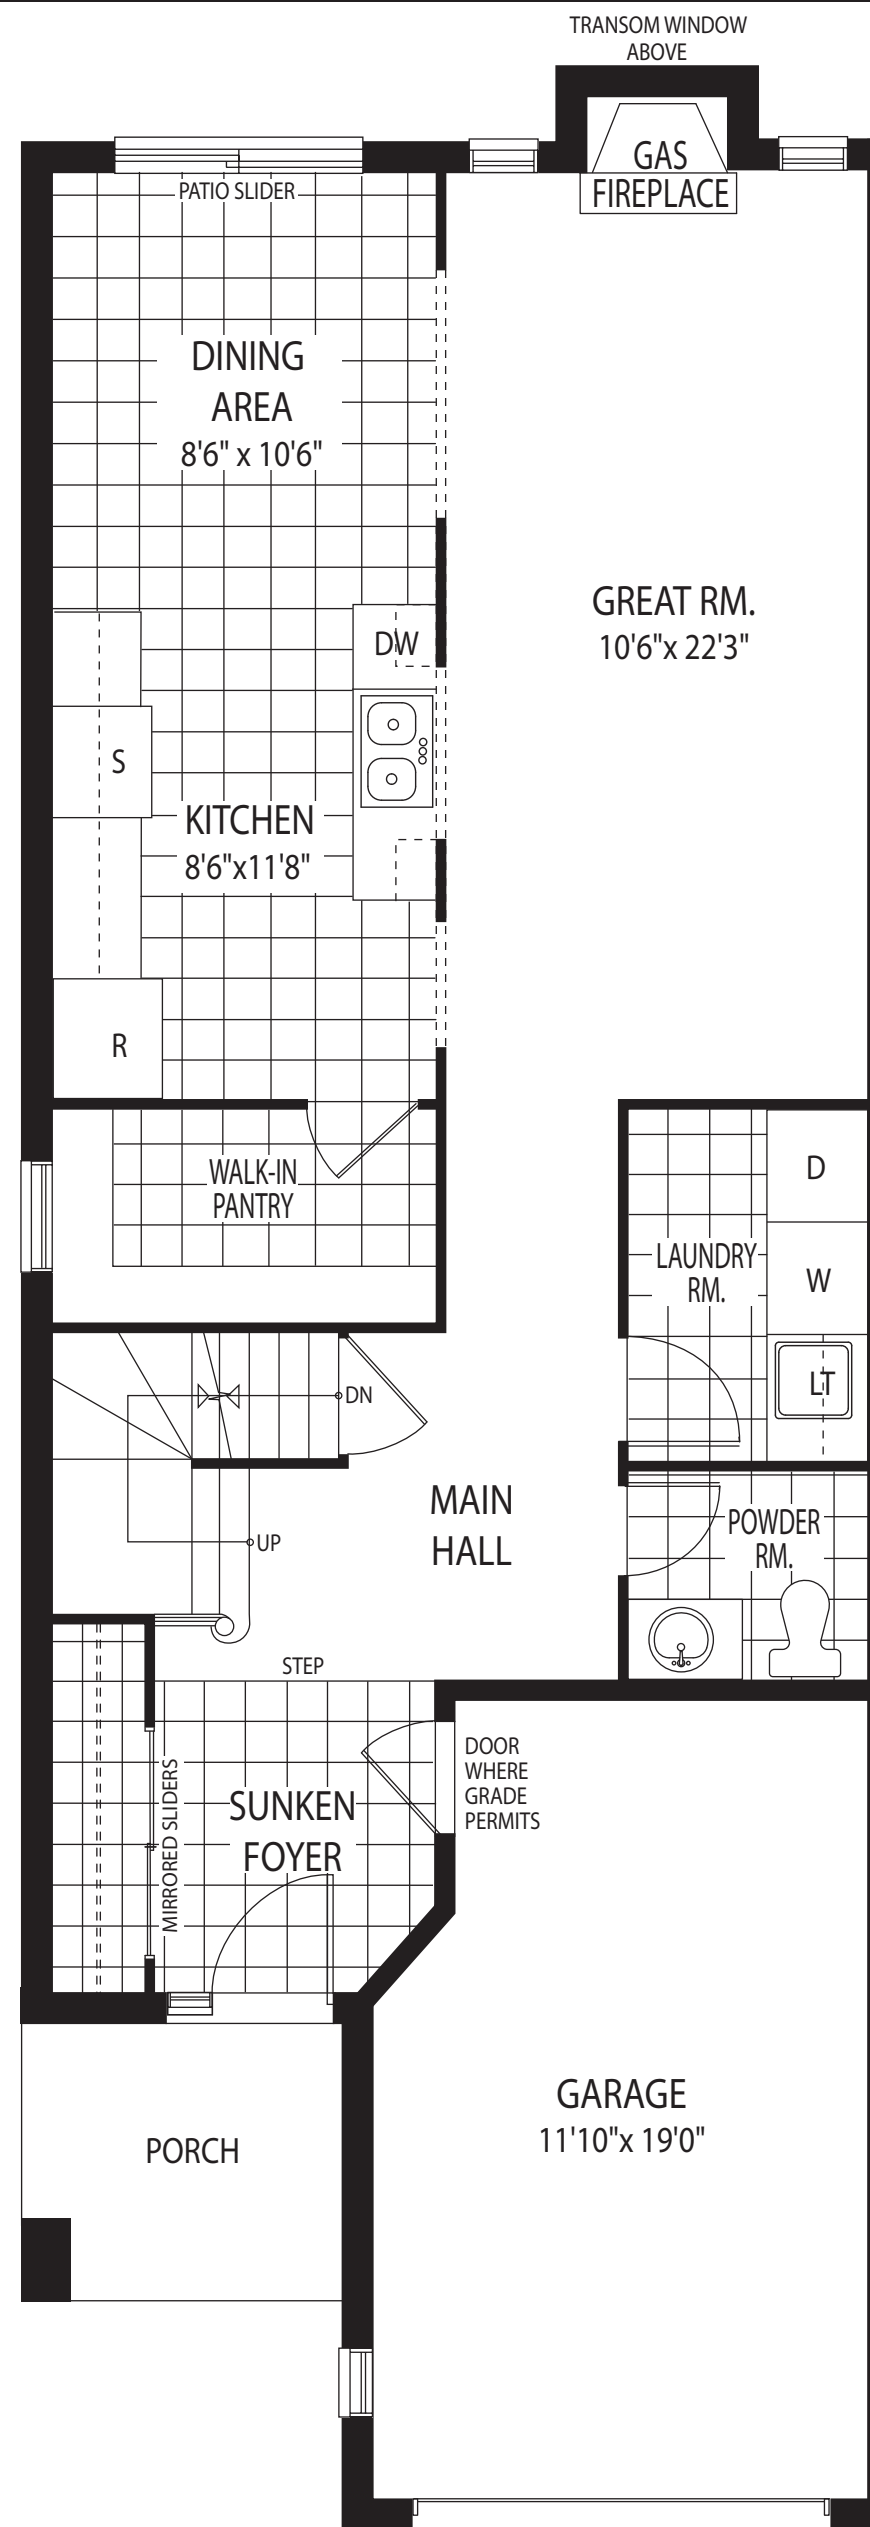 TRANSOM WINDOW
ABOVE
GAS
FIREPLACE
PATIO SLIDER
DINING
AREA
8'6" x 10'6"
GREAT RM.
10'6"x 22'3"
DW
S
KITCHEN
8'6"x11'8"
R
WALK-IN
PANTRY
D
LAUNDRY
RM.
W
LT
DN
MAIN
HALL
POWDER
RM.
UP
STEP
DOOR
WHERE
GRADE
PERMITS
MIRRORED SLIDERS
SUNKEN
FOYER
GARAGE
11'10"x 19'0"
PORCH